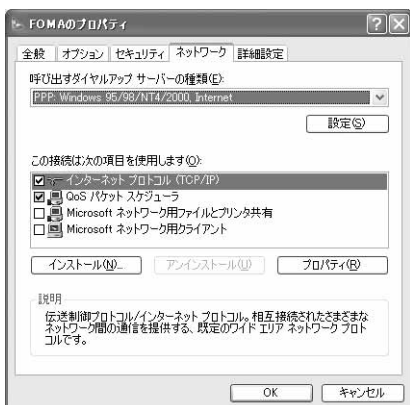 FOMAのプロパティ
全般 オプション セキュリティ ネットワーク 詳細設定
呼び出すダイヤルアップ サーバーの種類(E):
PPP: Windows 95/98/NT4/2000, Internet
設定(S)
この接続は次の項目を使用します(O):
インターネット プロトコル (TCP/IP)
QoS パケット スケジューラ
Microsoft ネットワーク用ファイルとプリンタ共有
Microsoft ネットワーク用クライアント
インストール(N)... アンインストール(U) プロパティ(R)
説明
伝送制御プロトコル/インターネット プロトコル。相互接続されたさまざまな
ネットワーク間の通信を提供する、既定のワイド エリア ネットワーク プロト
コルです。
OK キャンセル